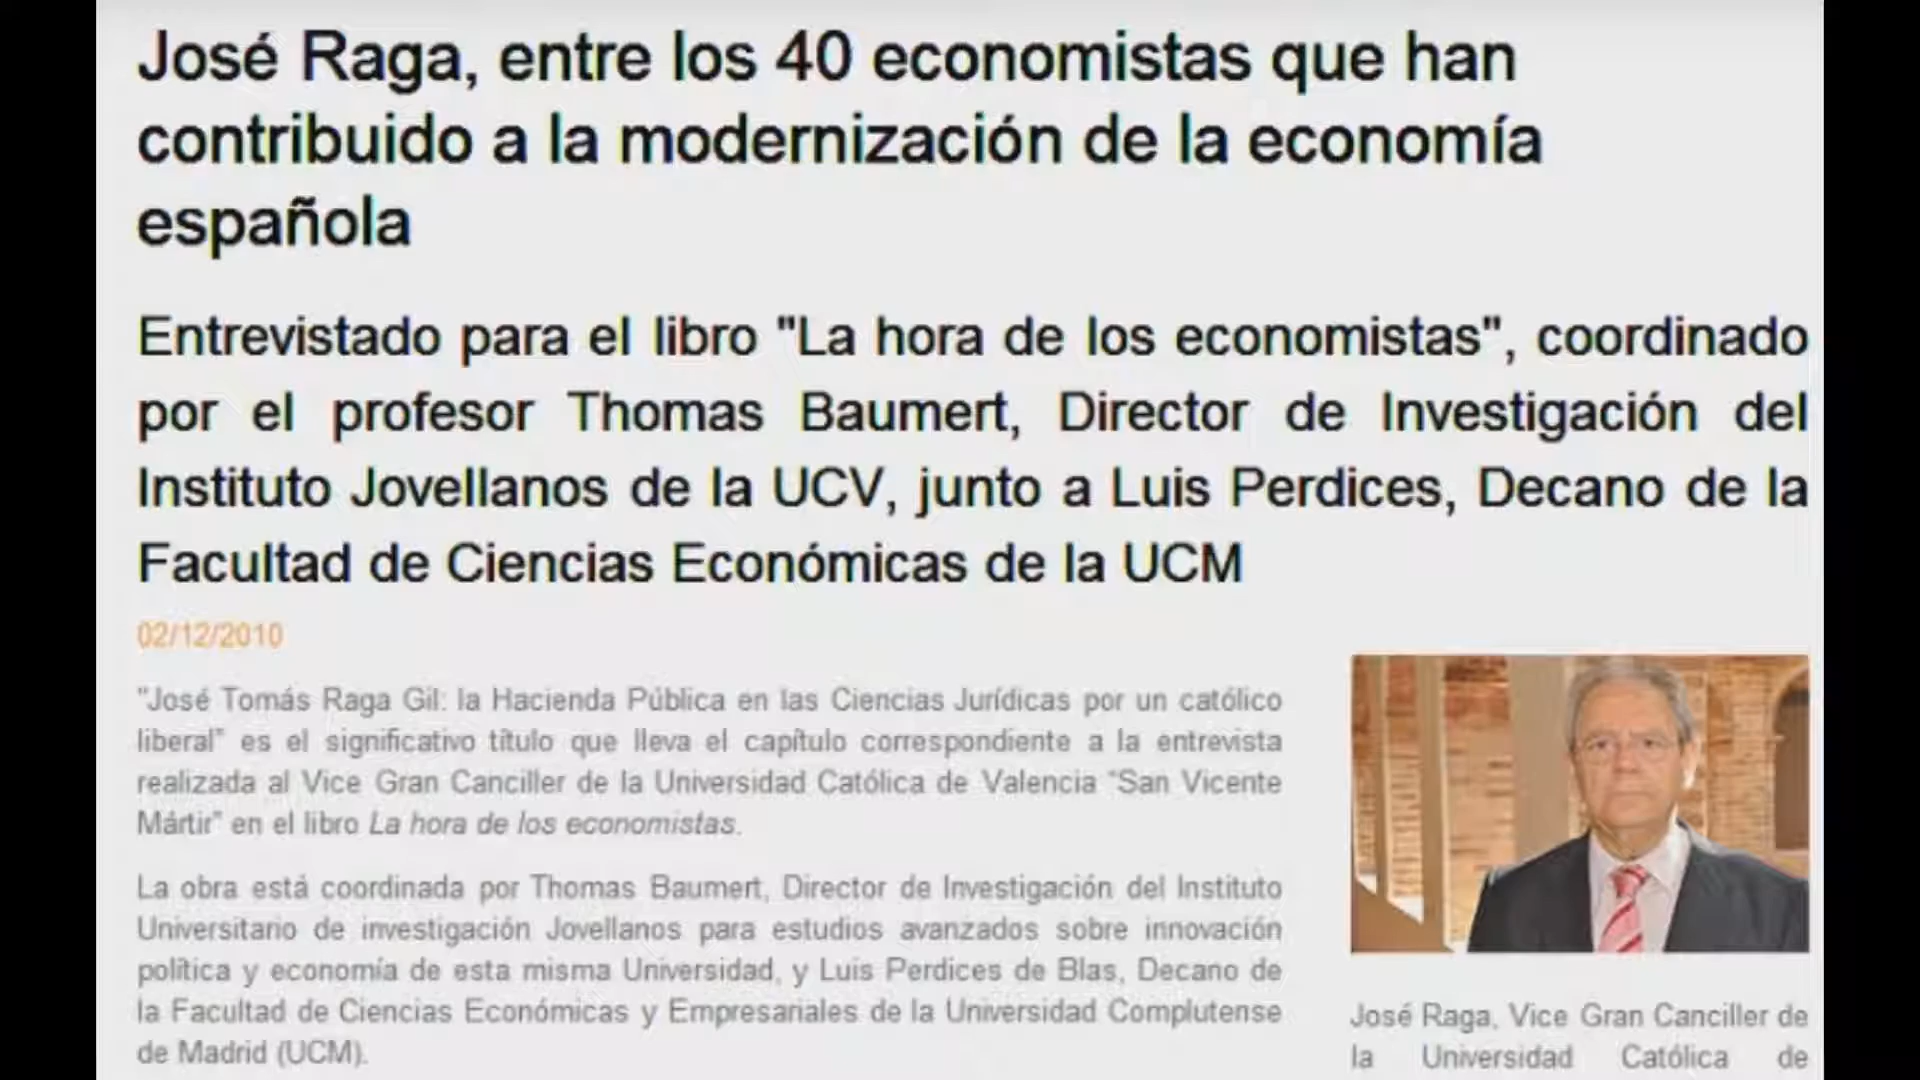 José Raga, entre los 40 economistas que han
contribuido a la modernización de la economía
española
Entrevistado para el libro "La hora de los economistas", coordinado
por el profesor Thomas Baumert, Director de Investigación del
Instituto Jovellanos de la UCV, junto a Luis Perdices, Decano de la
Facultad de Ciencias Económicas de la UCM
02/12/2010
"José Tomás Raga Gil: la Hacienda Pública en las Ciencias Jurídicas por un católico
liberal" es el significativo título que lleva el capítulo correspondiente a la entrevista
realizada al Vice Gran Canciller de la Universidad Católica de Valencia "San Vicente
Mártir" en el libro La hora de los economistas.
La obra está coordinada por Thomas Baumert, Director de Investigación del Instituto
Universitario de investigación Jovellanos para estudios avanzados sobre innovación
política y economía de esta misma Universidad, y Luis Perdices de Blas, Decano de
la Facultad de Ciencias Económicas y Empresariales de la Universidad Complutense
de Madrid (UCM).
José Raga, Vice Gran Canciller de
la Universidad Católica de